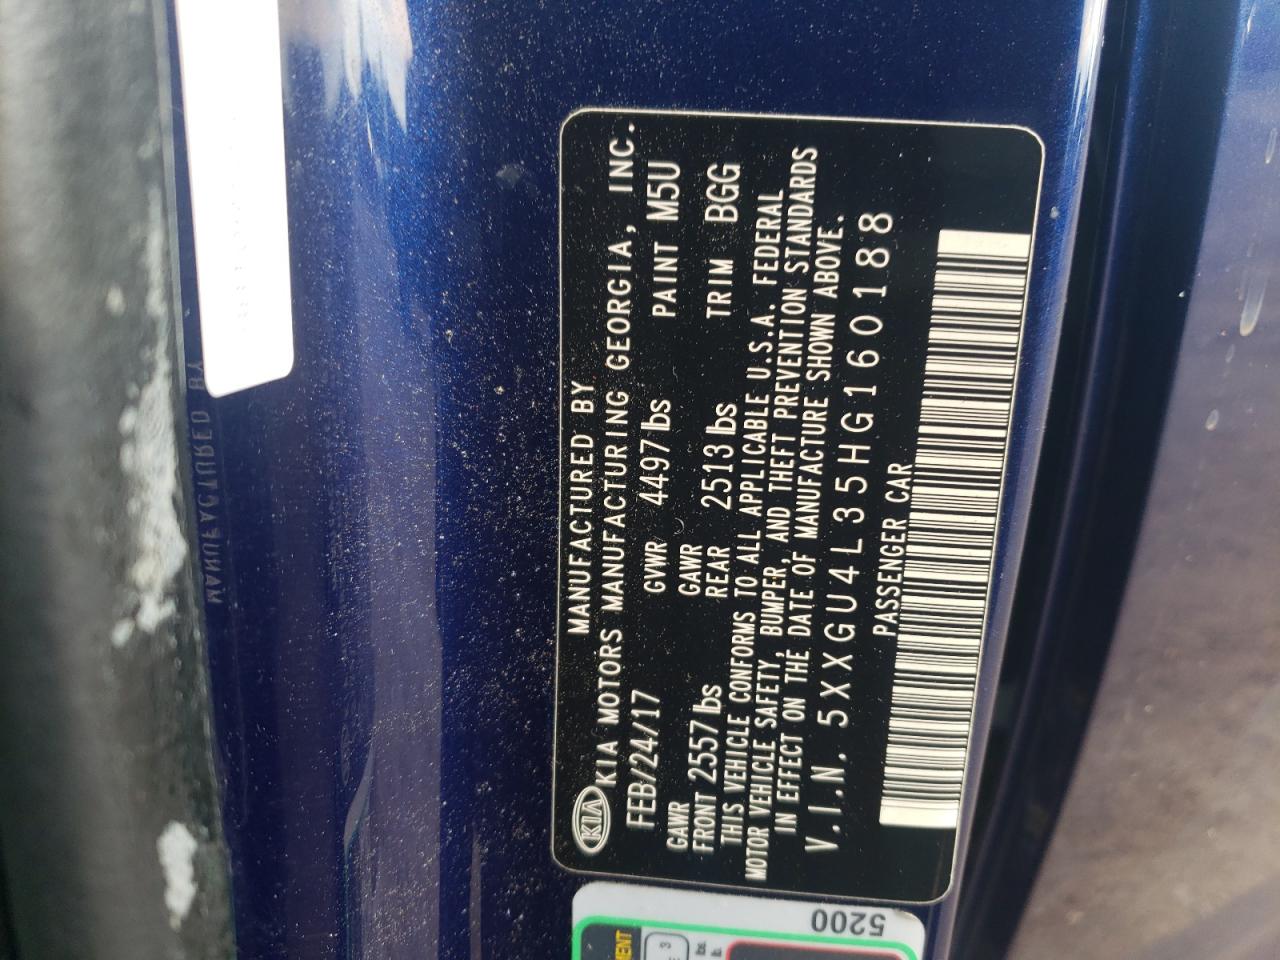 MANUFACTURED BY
KIA KIA MOTORS MANUFACTURING GEORGIA, INC.
FEB/24/17 GVWR 4497 lbs PAINT M5U
GAWR FRONT 2557 lbs GAWR REAR 2513 lbs TRIM BGG
THIS VEHICLE CONFORMS TO ALL APPLICABLE U.S.A. FEDERAL
MOTOR VEHICLE SAFETY, BUMPER, AND THEFT PREVENTION STANDARDS
IN EFFECT ON THE DATE OF MANUFACTURE SHOWN ABOVE..
V.I.N. 5XXGU4L35HG160188
PASSENGER CAR
5200
MANUFACTURED BY